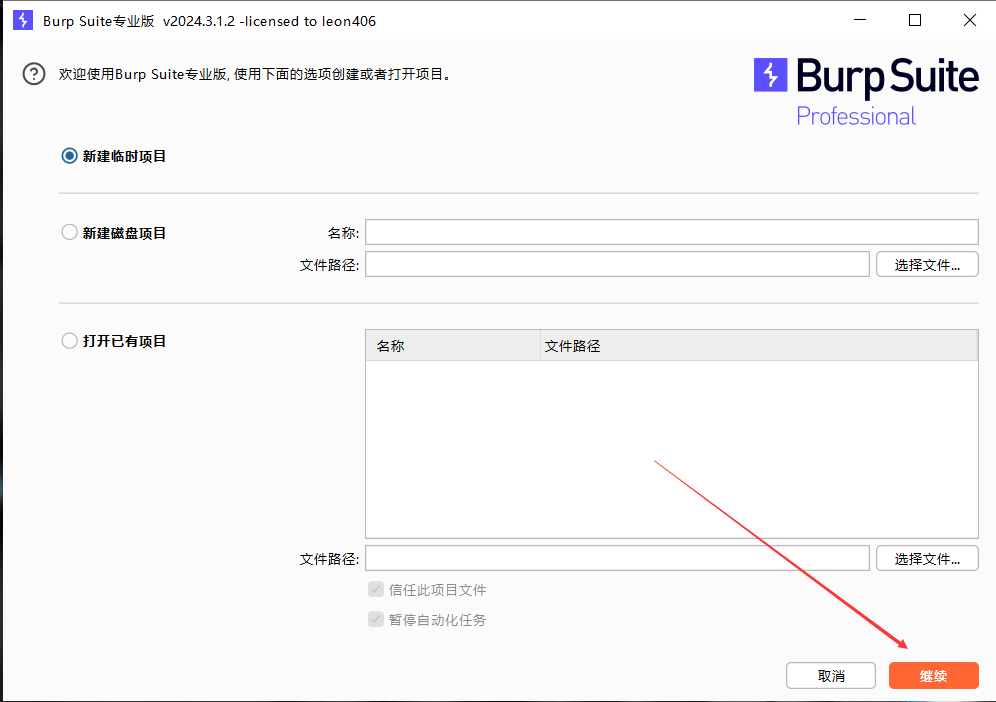 Burp Suite专业版 v2024.3.1.2 -licensed to leon406
欢迎使用Burp Suite专业版, 使用下面的选项创建或者打开项目。
Burp Suite
Professional
新建临时项目
新建磁盘项目
名称:
文件路径:
选择文件...
打开已有项目
名称
文件路径
文件路径:
选择文件...
信任此项目文件
暂停自动化任务
取消
继续